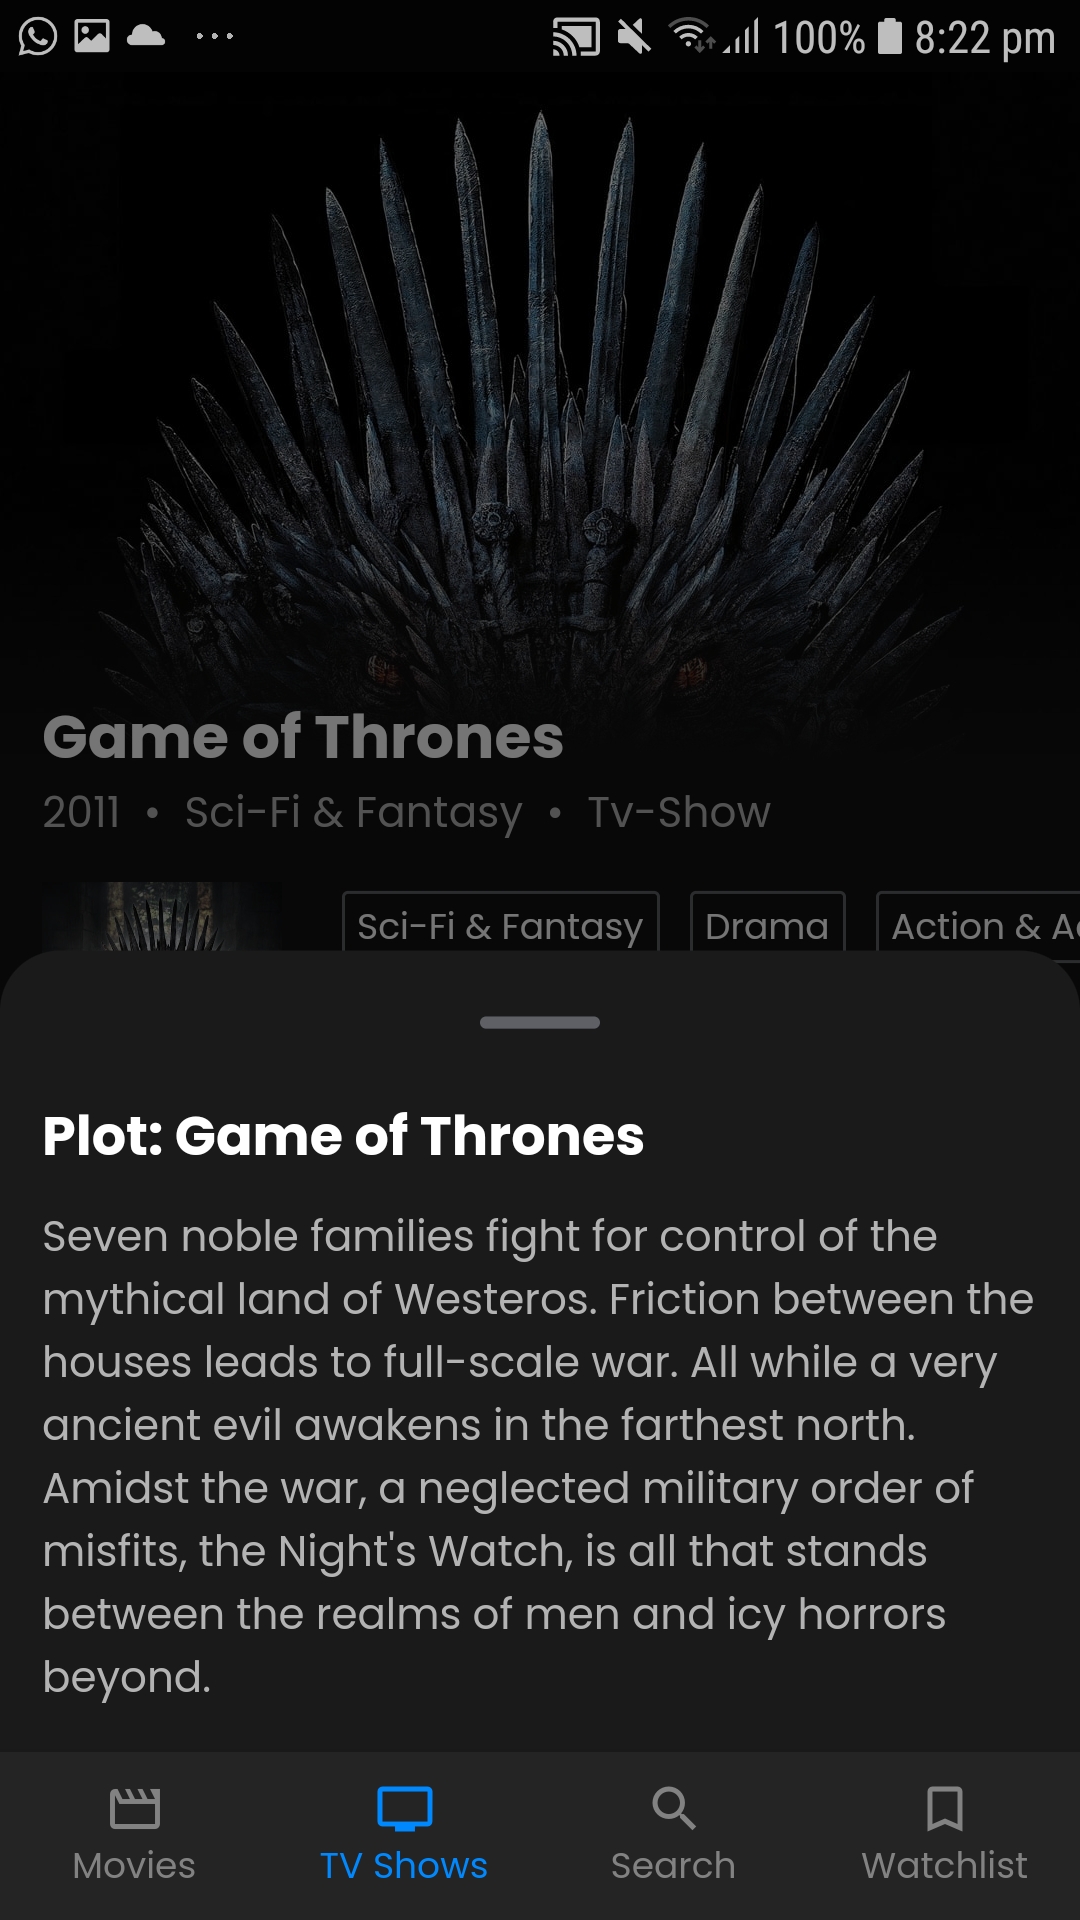 100% 8:22 pm
Game of Thrones
2011 • Sci-Fi & Fantasy • Tv-Show
Sci-Fi & Fantasy Drama Action &
Plot: Game of Thrones
Seven noble families fight for control of the
mythical land of Westeros. Friction between the
houses leads to full-scale war. All while a very
ancient evil awakens in the farthest north.
Amidst the war, a neglected military order of
misfits, the Night's Watch, is all that stands
between the realms of men and icy horrors
beyond.
Movies TV Shows Search Watchlist